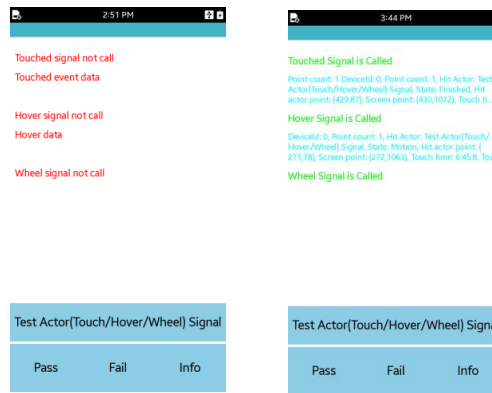 2:51 PM
Touched signal not call
Touched event data
Hover signal not call
Hover data
Wheel signal not call
Test Actor(Touch/Hover/Wheel) Signal
Pass Fail Info
3:44 PM
Touched Signal is Called
Point count: 1 DeviceId: 0, Point count: 1, Hit Actor: Test
Actor(Touch/Hover/Wheel) Signal, State: Finished, Hit
actor point: (429,87), Screen point: (430,1072), Touch ti...
Hover Signal is Called
DeviceId: 0, Point count: 1, Hit Actor: Test Actor(Touch/
Hover/Wheel) Signal, State: Motion, Hit actor point: (
271,78), Screen point: (272,1063), Touch time: 6:45:8, Tou
Wheel Signal is Called
Test Actor(Touch/Hover/Wheel) Signa
Pass Fail Info